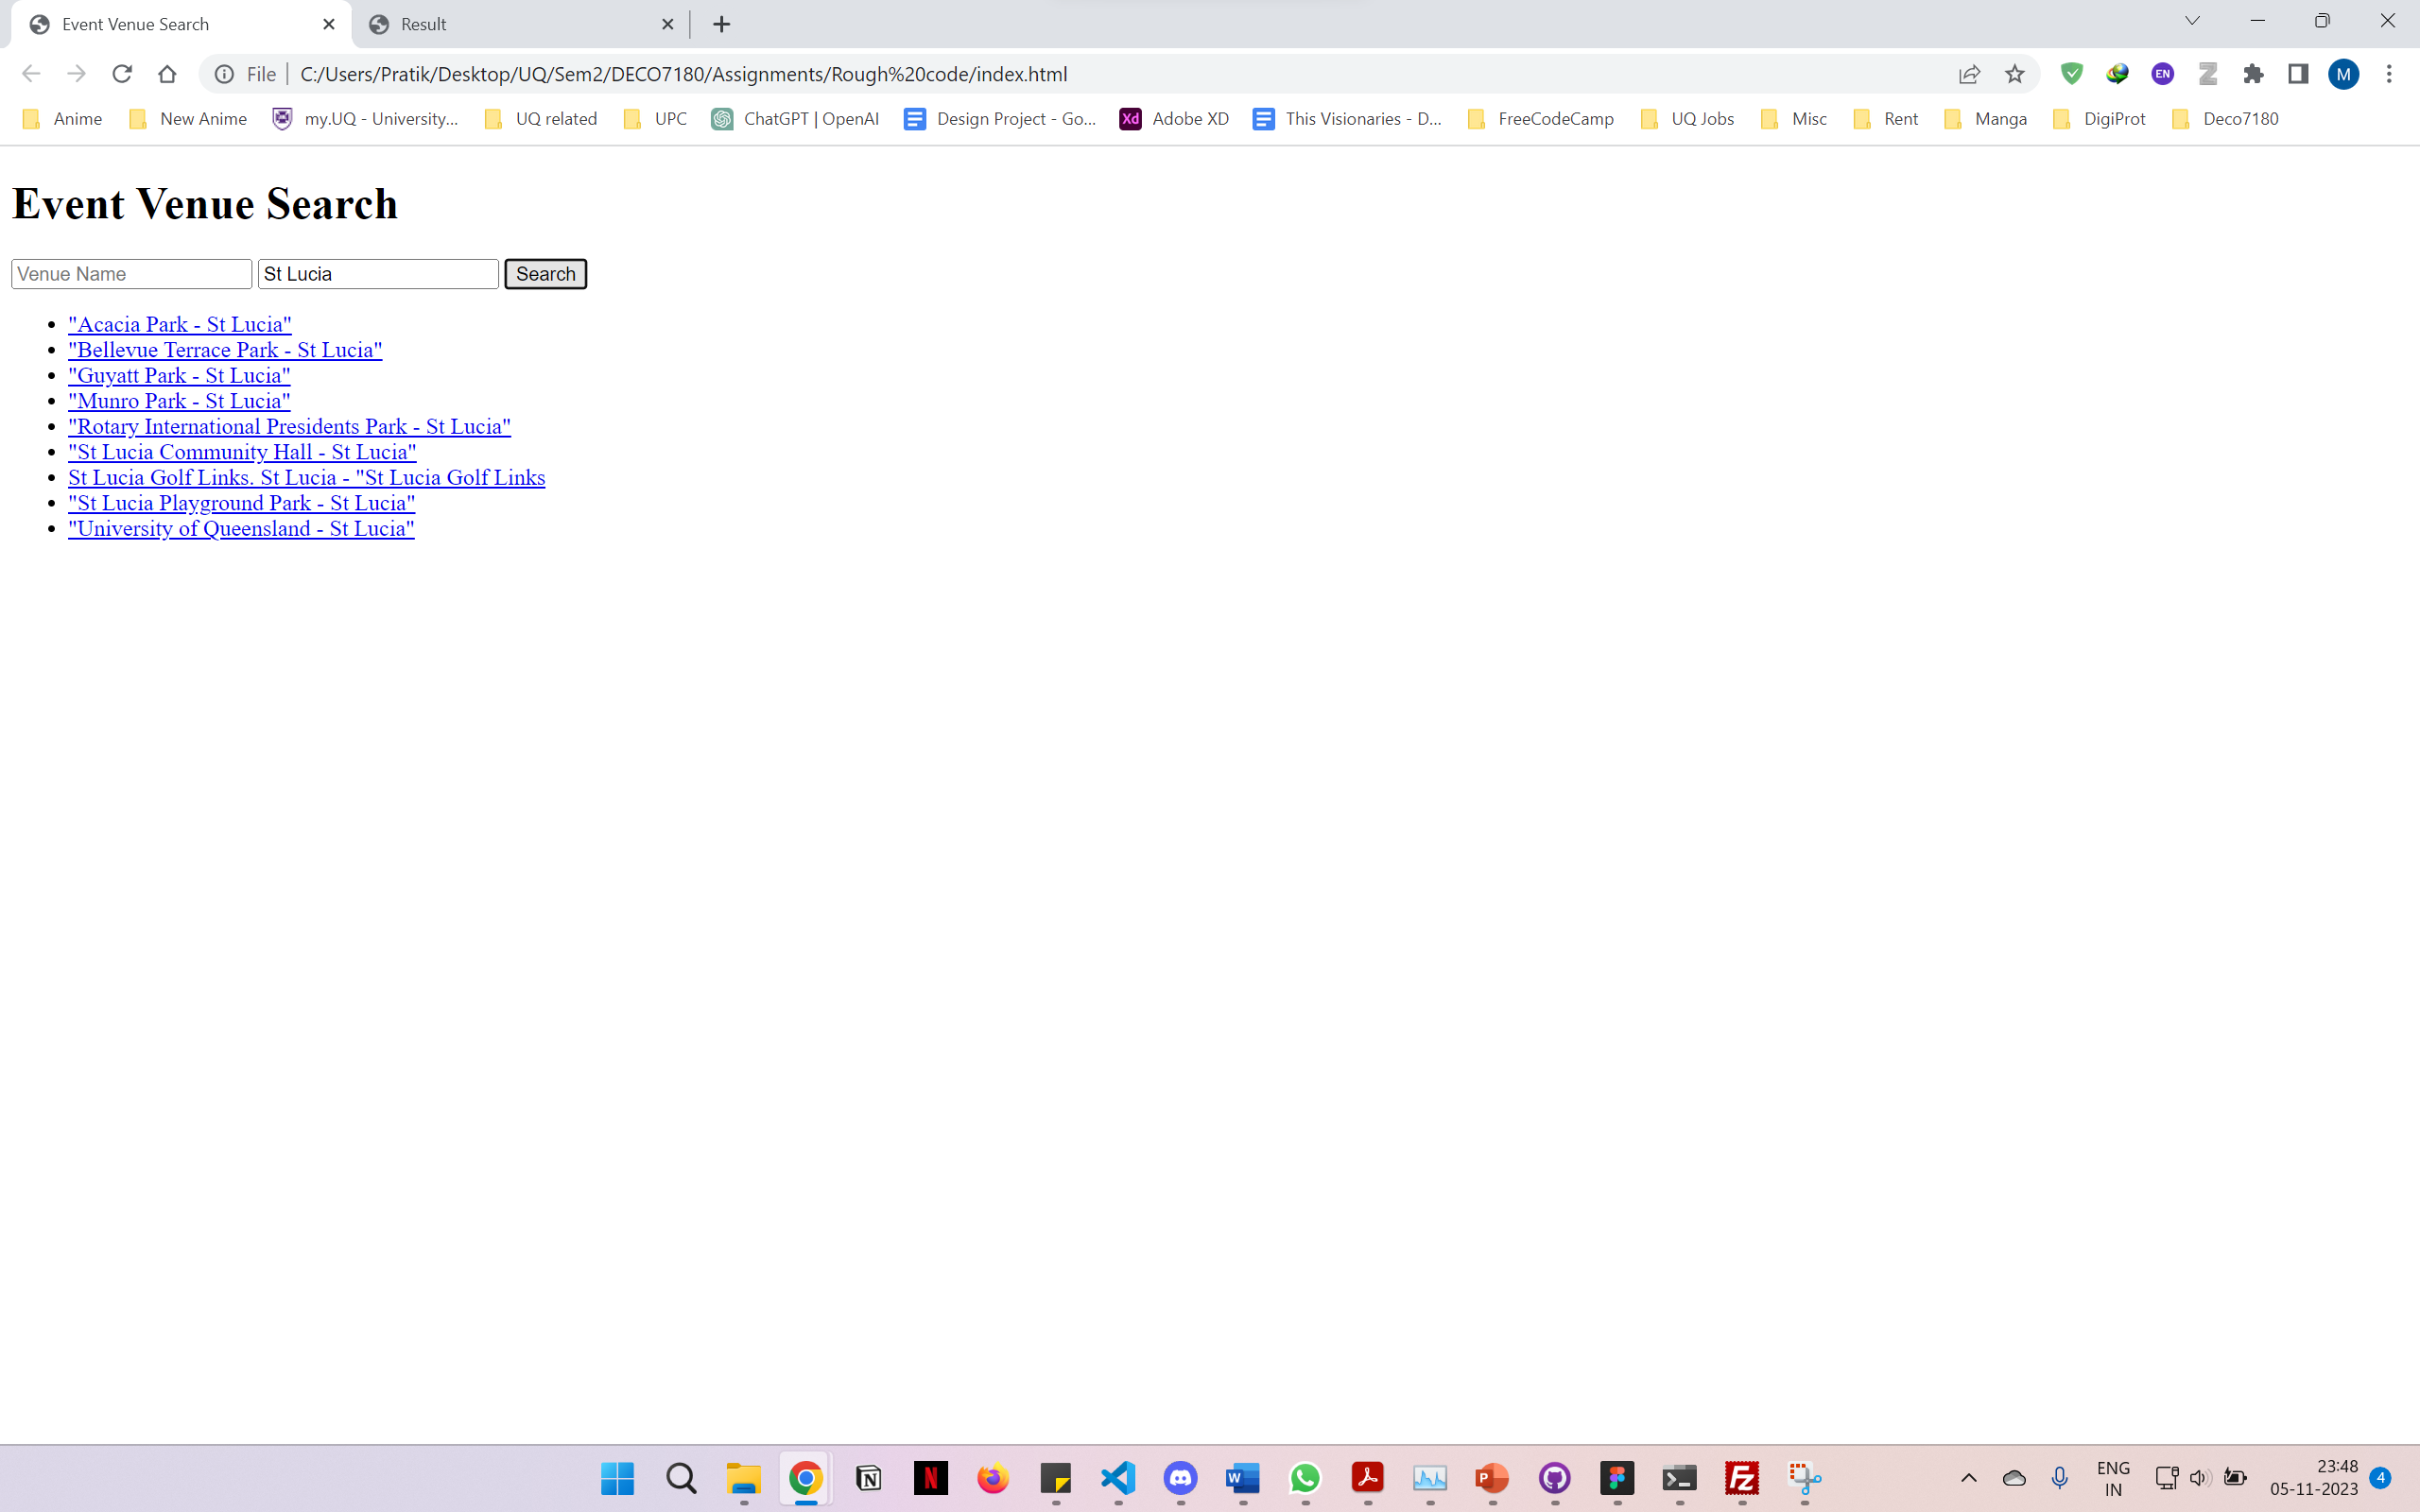 Event Venue Search
Result
File
C:/Users/Pratik/Desktop/UQ/Sem2/DECO7180/Assignments/Rough%20code/index.html
EN
M
Anime
New Anime
my.UQ - University...
UQ related
UPC
ChatGPT | OpenAI
Design Project - Go...
Xd
Adobe XD
This Visionaries - D...
FreeCodeCamp
UQ Jobs
Misc
Rent
Manga
DigiProt
Deco7180
Event Venue Search
Venue Name
St Lucia
Search
"Acacia Park - St Lucia"
"Bellevue Terrace Park - St Lucia"
"Guyatt Park - St Lucia"
"Munro Park - St Lucia"
"Rotary International Presidents Park - St Lucia"
"St Lucia Community Hall - St Lucia"
St Lucia Golf Links. St Lucia - "St Lucia Golf Links
"St Lucia Playground Park - St Lucia"
"University of Queensland - St Lucia"
ENG
IN
23:48
05-11-2023
4